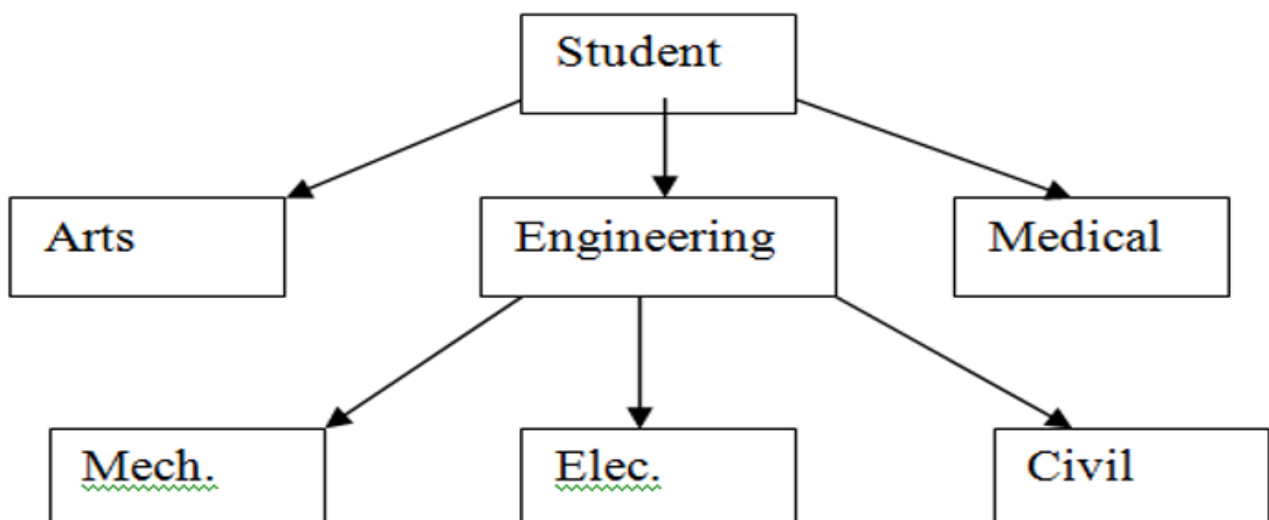 Student
Arts
Engineering
Medical
Mech.
Elec.
Civil